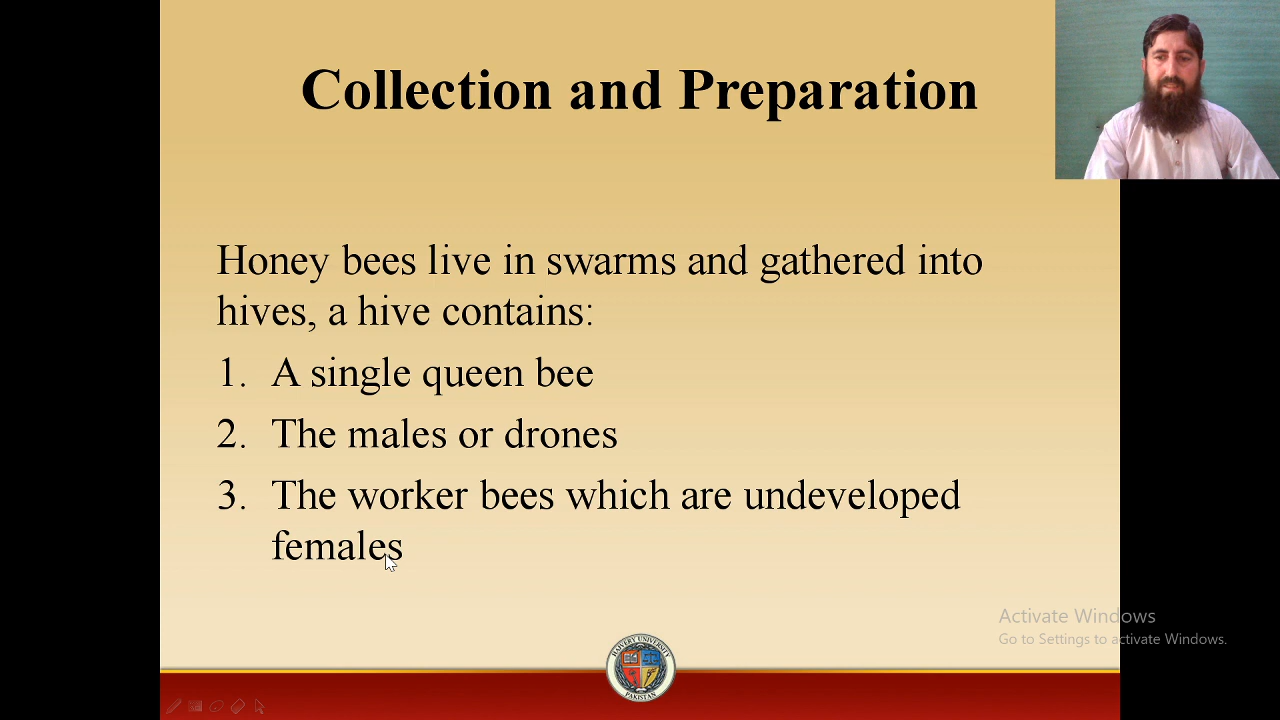 Collection and Preparation
Honey bees live in swarms and gathered into
hives, a hive contains:
1. A single queen bee
2. The males or drones
3. The worker bees which are undeveloped
females
Activate Windows
Go to Settings to activate Windows.
UNIVERSITY
PAKISTAN